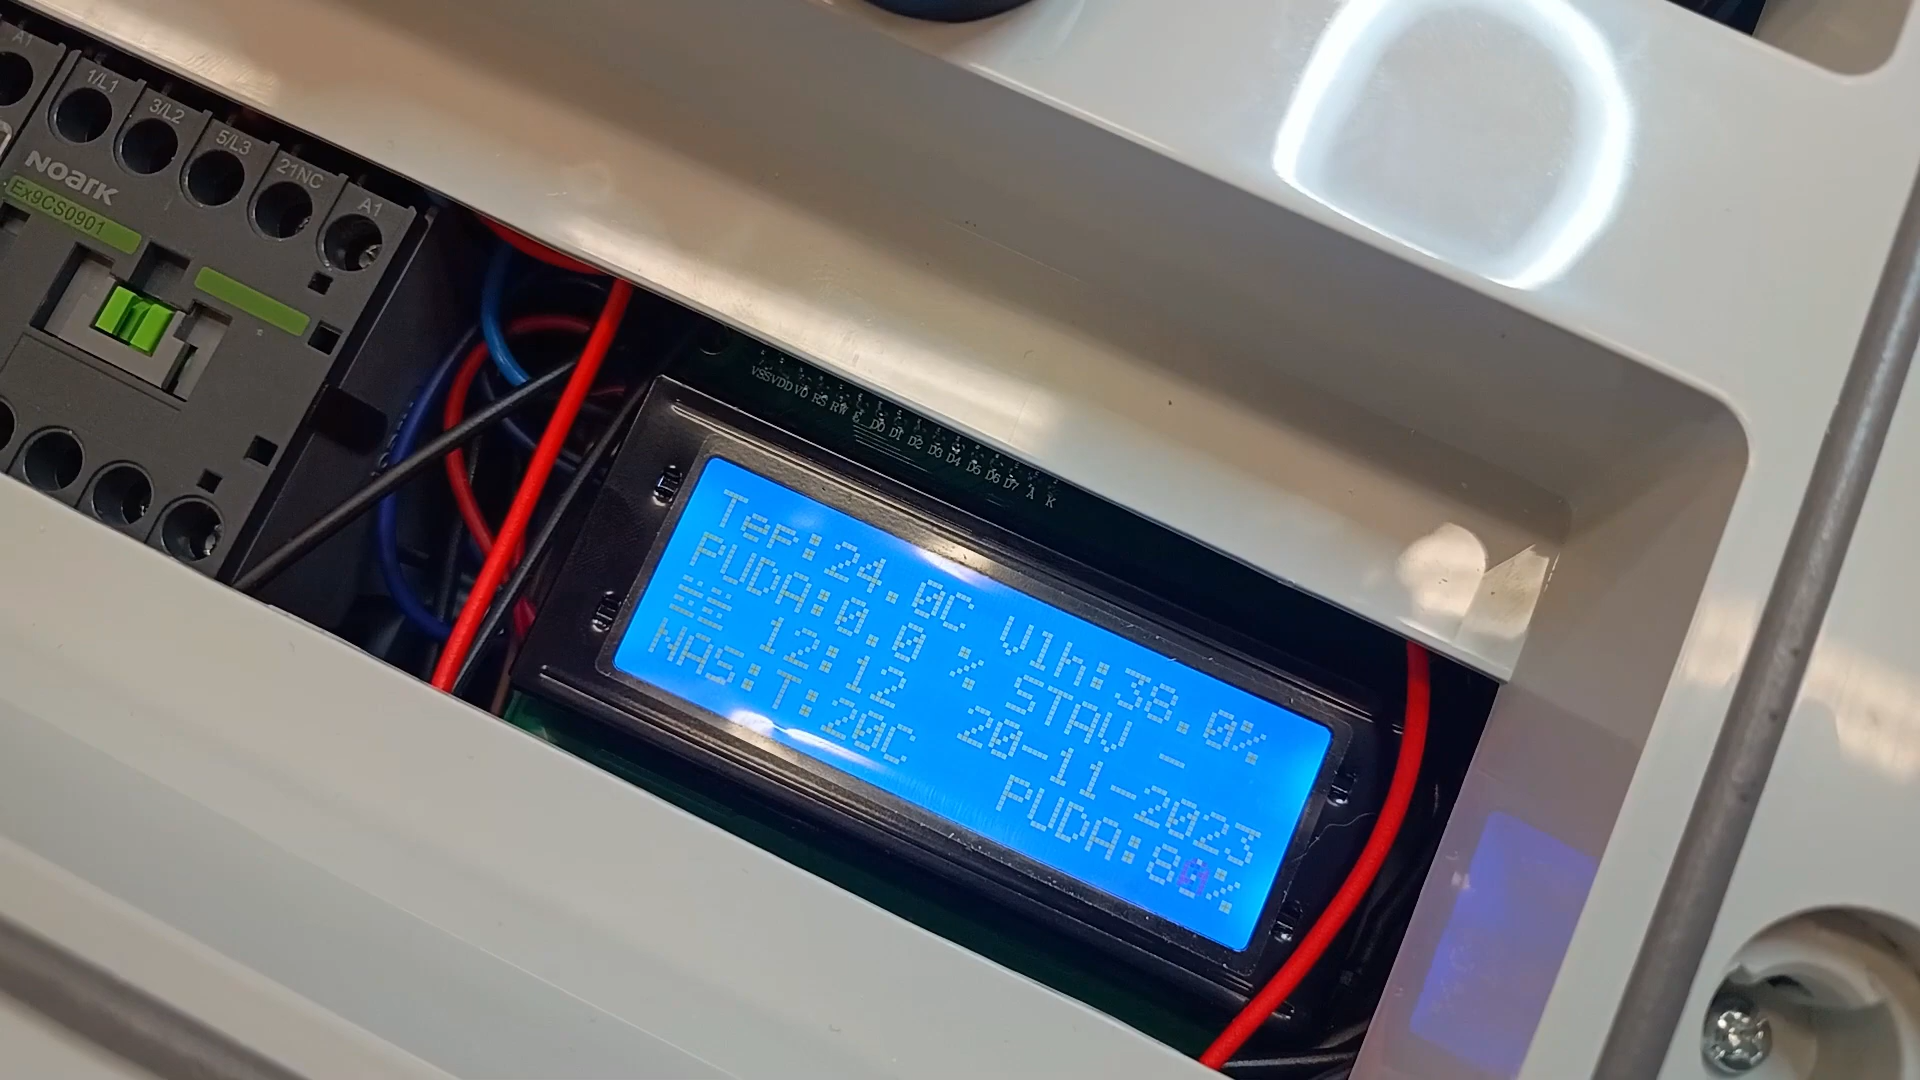 A1
1/L1 3/L2 5/L3 21NC A1
NOARK
Ex9CS0901
VSS VDD VO RS RW E D0 D1 D2 D3 D4 D5 D6 D7 A K
Tep:24.0C Vlh:38.0%
PUDA:0.0 % STAV -
12:12 20-11-2023
NAS:T:20C PUDA:80%